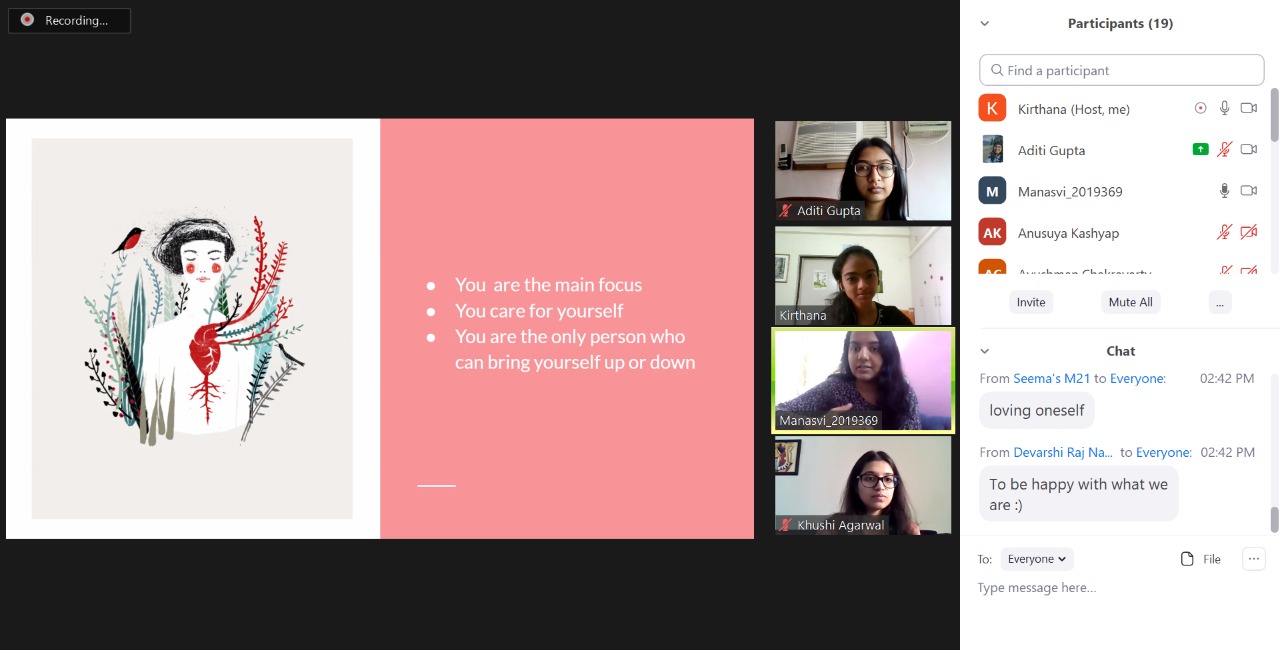 Recording...
You are the main focus
You care for yourself
You are the only person who
can bring yourself up or down
Aditi Gupta
Kirthana
Manasvi_2019369
Khushi Agarwal
Participants (19)
Find a participant
K
Kirthana (Host, me)
Aditi Gupta
M
Manasvi_2019369
AK
Anusuya Kashyap
AC
Ayushman Chakravarty
Invite
Mute All
...
Chat
From Seema's M21 to Everyone:
02:42 PM
loving oneself
From Devarshi Raj Na... to Everyone:
02:42 PM
To be happy with what we
are :)
To:
Everyone
File
...
Type message here...